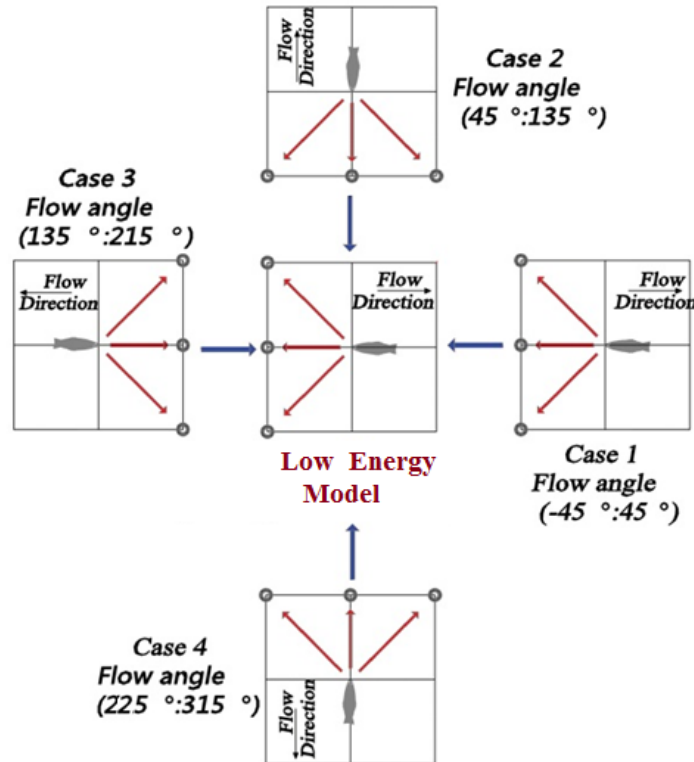 Flow
Direction
Case 2
Flow angle
(45 °:135 °)
Case 3
Flow angle
(135 °:215 °)
Flow
Direction
Flow
Direction
Flow
Direction
Low Energy
Model
Case 1
Flow angle
(-45 °:45 °)
Case 4
Flow angle
(225 °:315 °)
Flow
Direction